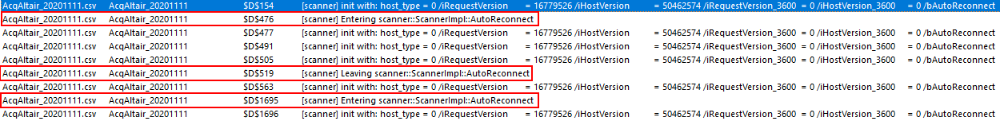 AcqAltair_20201111.csv AcqAltair_20201111 $D$154 [scanner] init with: host_type = 0 /iRequestVersion = 16779526 /iHostVersion = 50462574 /iRequestVersion_3600 = 0 /iHostVersion_3600 = 0 /bAutoReconnect
AcqAltair_20201111.csv AcqAltair_20201111 $D$476 [scanner] Entering scanner::ScannerImpl::AutoReconnect
AcqAltair_20201111.csv AcqAltair_20201111 $D$477 [scanner] init with: host_type = 0 /iRequestVersion = 16779526 /iHostVersion = 50462574 /iRequestVersion_3600 = 0 /iHostVersion_3600 = 0 /bAutoReconnect
AcqAltair_20201111.csv AcqAltair_20201111 $D$491 [scanner] init with: host_type = 0 /iRequestVersion = 16779526 /iHostVersion = 50462574 /iRequestVersion_3600 = 0 /iHostVersion_3600 = 0 /bAutoReconnect
AcqAltair_20201111.csv AcqAltair_20201111 $D$505 [scanner] init with: host_type = 0 /iRequestVersion = 16779526 /iHostVersion = 50462574 /iRequestVersion_3600 = 0 /iHostVersion_3600 = 0 /bAutoReconnect
AcqAltair_20201111.csv AcqAltair_20201111 $D$519 [scanner] Leaving scanner::ScannerImpl::AutoReconnect
AcqAltair_20201111.csv AcqAltair_20201111 $D$563 [scanner] init with: host_type = 0 /iRequestVersion = 16779526 /iHostVersion = 50462574 /iRequestVersion_3600 = 0 /iHostVersion_3600 = 0 /bAutoReconnect
AcqAltair_20201111.csv AcqAltair_20201111 $D$1695 [scanner] Entering scanner::ScannerImpl::AutoReconnect
AcqAltair_20201111.csv AcqAltair_20201111 $D$1696 [scanner] init with: host_type = 0 /iRequestVersion = 16779526 /iHostVersion = 50462574 /iRequestVersion_3600 = 0 /iHostVersion_3600 = 0 /bAutoReconnect